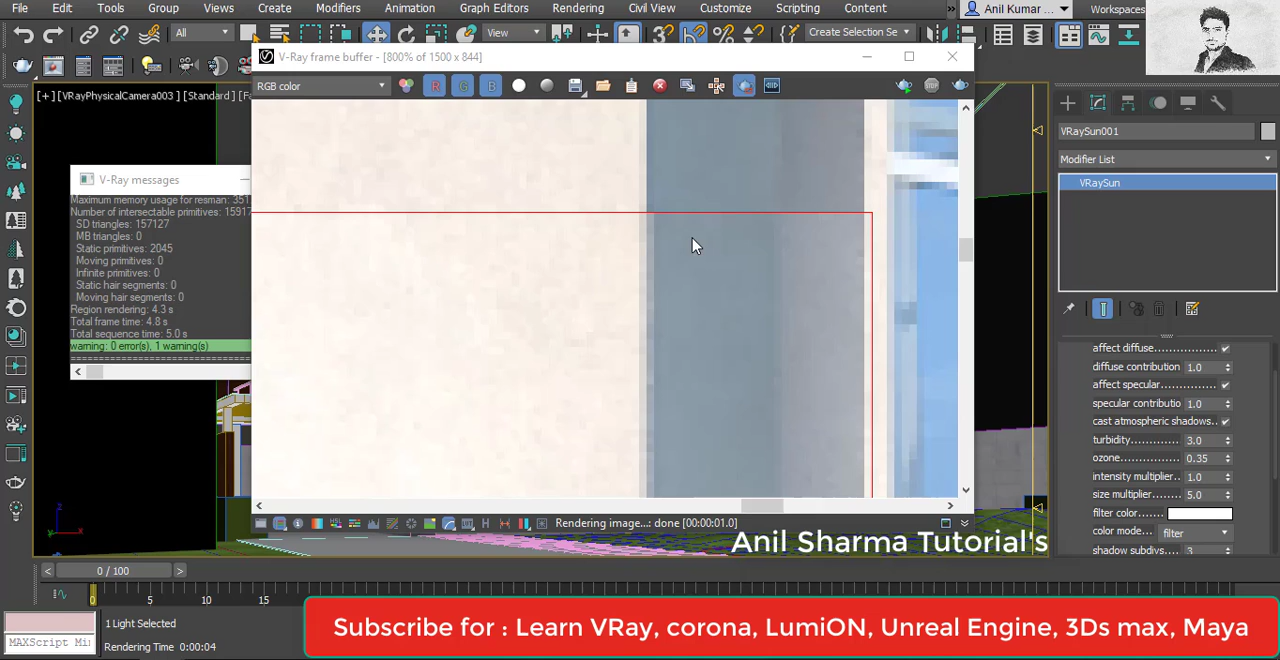 File Edit Tools Group Views Create Modifiers Animation Graph Editors Rendering Civil View Customize Scripting Content Anil Kumar ... Workspaces
All View Create Selection Se
V-Ray frame buffer - [800% of 1500 x 844]
RGB color R G B
[+] [VRayPhysicalCamera003 ] [Standard ]
VRaySun001
Modifier List
VRaySun
V-Ray messages
Maximum memory usage for resman: 351
Number of intersectable primitives: 15917
SD triangles: 157127
MB triangles: 0
Static primitives: 2045
Moving primitives: 0
Infinite primitives: 0
Static hair segments: 0
Moving hair segments: 0
Region rendering: 4.3 s
Total frame time: 4.8 s
Total sequence time: 5.0 s
warning: 0 error(s), 1 warning(s)
affect diffuse
diffuse contribution 1.0
affect specular
specular contributio 1.0
cast atmospheric shadows
turbidity 3.0
ozone 0.35
intensity multiplier 1.0
size multiplier 5.0
filter color
color mode filter
shadow subdivs 3
Rendering image...: done [00:00:01.0]
Anil Sharma Tutorial's
z
y x
< 0 / 100 >
0 5 10 15
1 Light Selected
MAXScript Mi
Rendering Time 0:00:04
Subscribe for : Learn VRay, corona, LumiON, Unreal Engine, 3Ds max, Maya